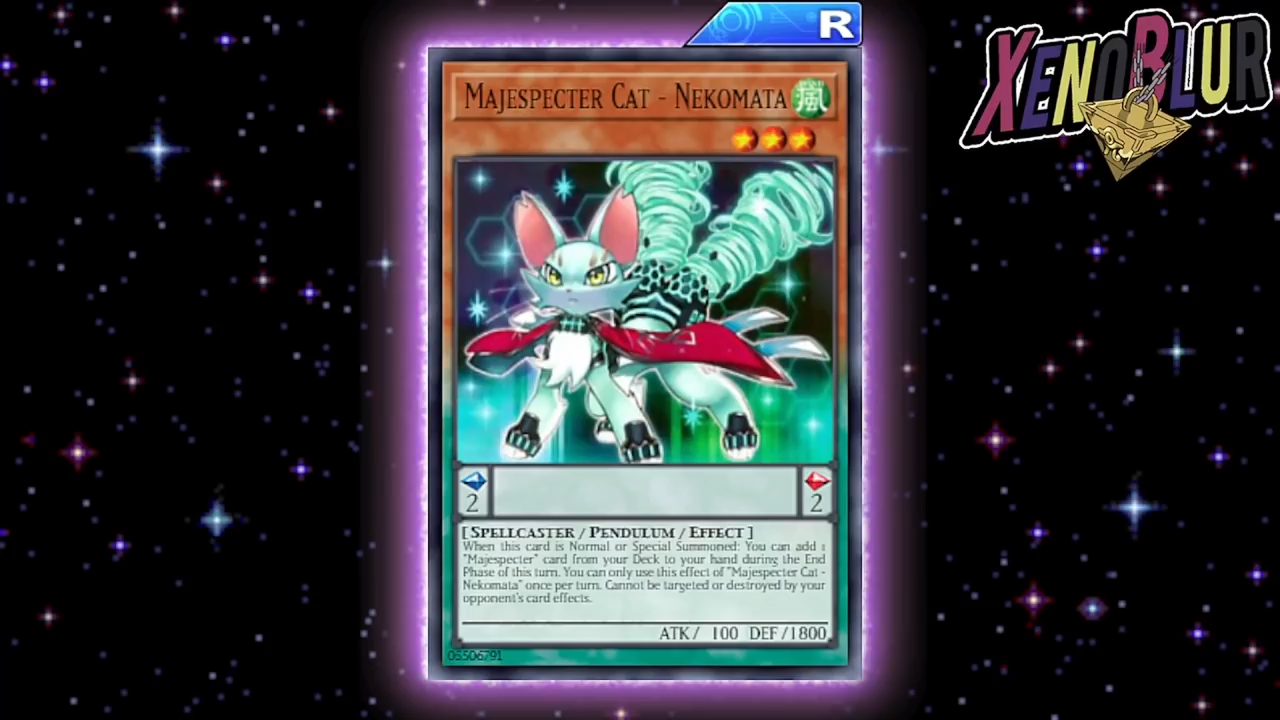 R
XENOBLUR
MAJESPECTER CAT - NEKOMATA
2
2
[ SPELLCASTER / PENDULUM / EFFECT ]
When this card is Normal or Special Summoned: You can add 1
"Majespecter" card from your Deck to your hand during the End
Phase of this turn. You can only use this effect of "Majespecter Cat -
Nekomata" once per turn. Cannot be targeted or destroyed by your
opponent's card effects.
ATK / 100 DEF / 1800